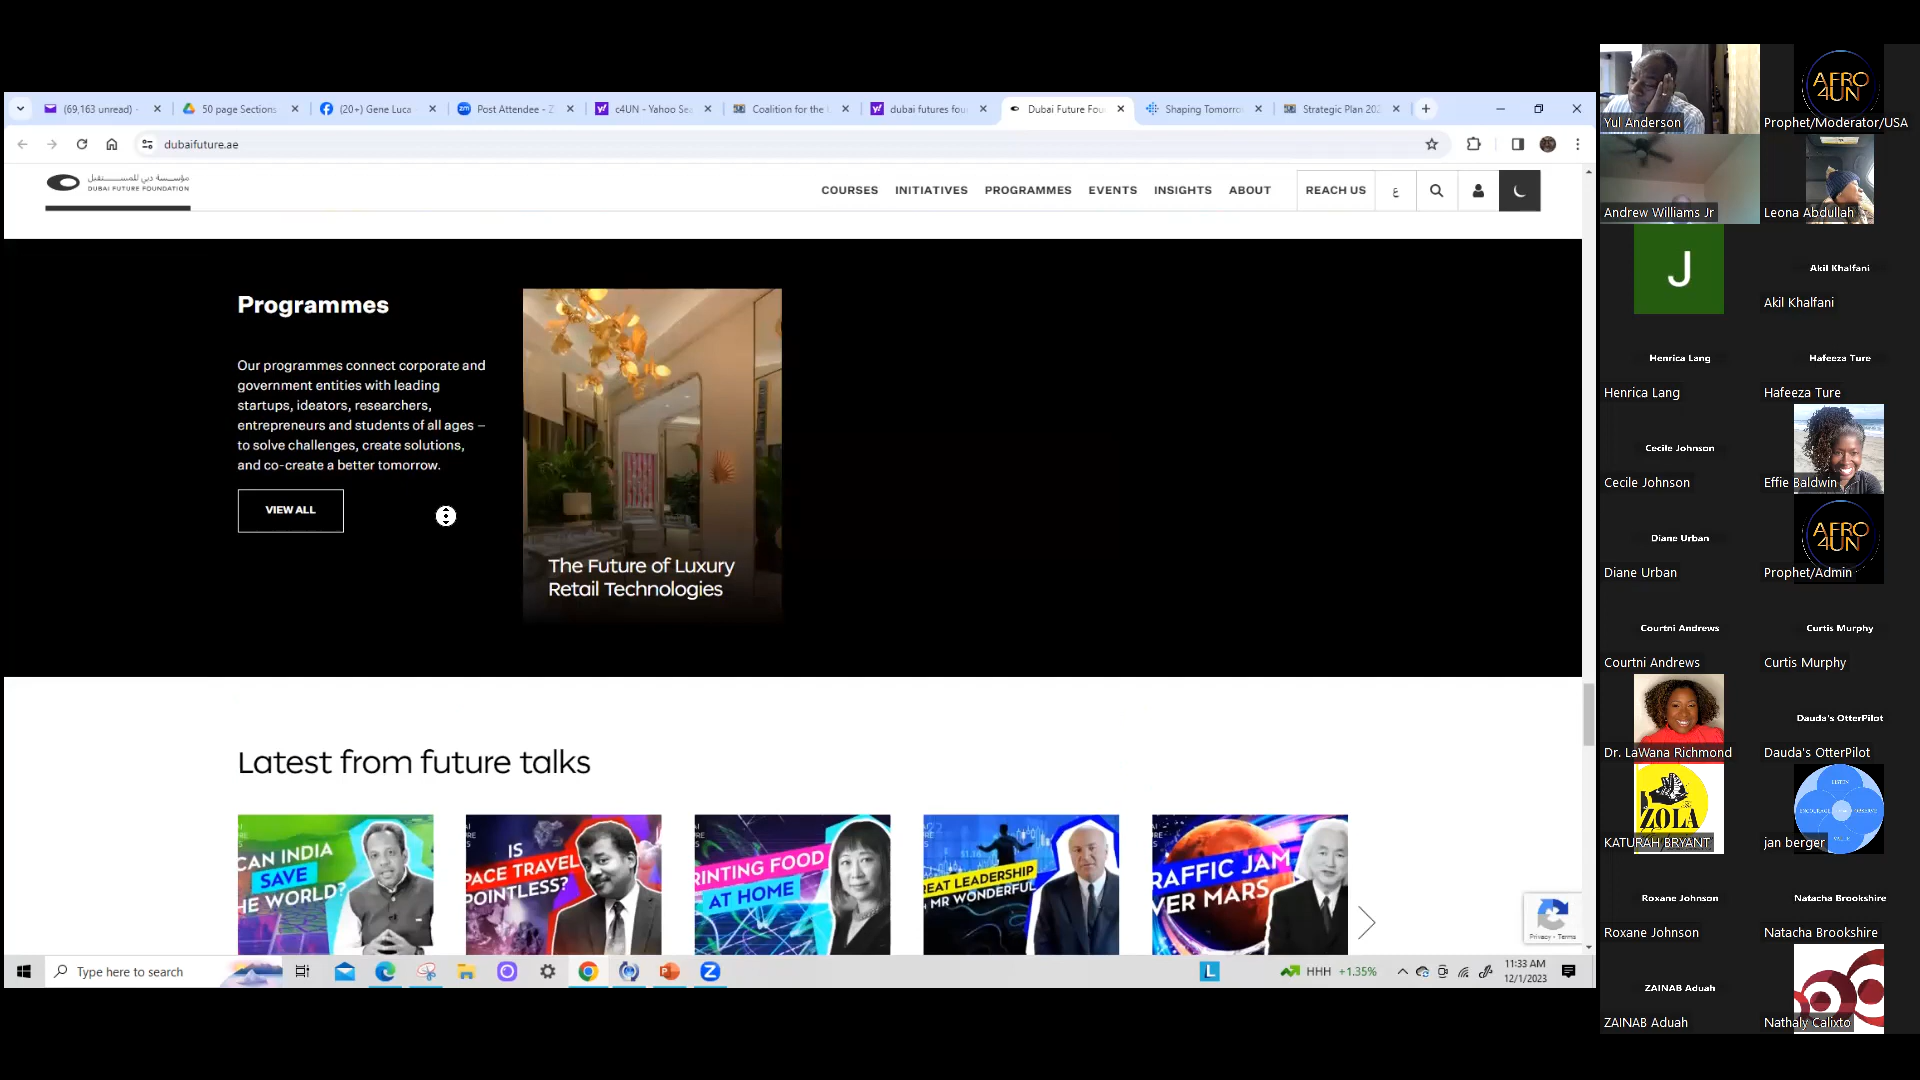 (69,163 unread) -
50 page Sections
(20+) Gene Luca
Post Attendee - Z
c4UN - Yahoo Sea
Coalition for the U
dubai futures four
Dubai Future Fou
Shaping Tomorro
Strategic Plan 202
dubaifuture.ae
مؤسسة دبي للمستقبل
DUBAI FUTURE FOUNDATION
COURSES INITIATIVES PROGRAMMES EVENTS INSIGHTS ABOUT REACH US ع
Programmes
Our programmes connect corporate and
government entities with leading
startups, ideators, researchers,
entrepreneurs and students of all ages –
to solve challenges, create solutions,
and co-create a better tomorrow.
VIEW ALL
The Future of Luxury
Retail Technologies
Latest from future talks
CAN INDIA
SAVE
HE WORLD?
IS
PACE TRAVEL
POINTLESS?
RINTING FOOD
AT HOME
REAT LEADERSHIP
MR WONDERFUL
RAFFIC JAM
VER MARS
Privacy - Terms
Type here to search
L
HHH +1.35%
11:33 AM
12/1/2023
Yul Anderson
AFRO
4UN
Prophet/Moderator/USA
Andrew Williams Jr
Leona Abdullah
J
Akil Khalfani
Akil Khalfani
Henrica Lang
Henrica Lang
Hafeeza Ture
Hafeeza Ture
Cecile Johnson
Cecile Johnson
Effie Baldwin
Diane Urban
Diane Urban
AFRO
4UN
Prophet/Admin
Courtni Andrews
Courtni Andrews
Curtis Murphy
Curtis Murphy
Dr. LaWana Richmond
Dauda's OtterPilot
Dauda's OtterPilot
ZOLA
KATURAH BRYANT
LISTEN
ENCOURAGE
VALUE
jan berger
Roxane Johnson
Roxane Johnson
Natacha Brookshire
Natacha Brookshire
ZAINAB Aduah
ZAINAB Aduah
Nathaly Calixto